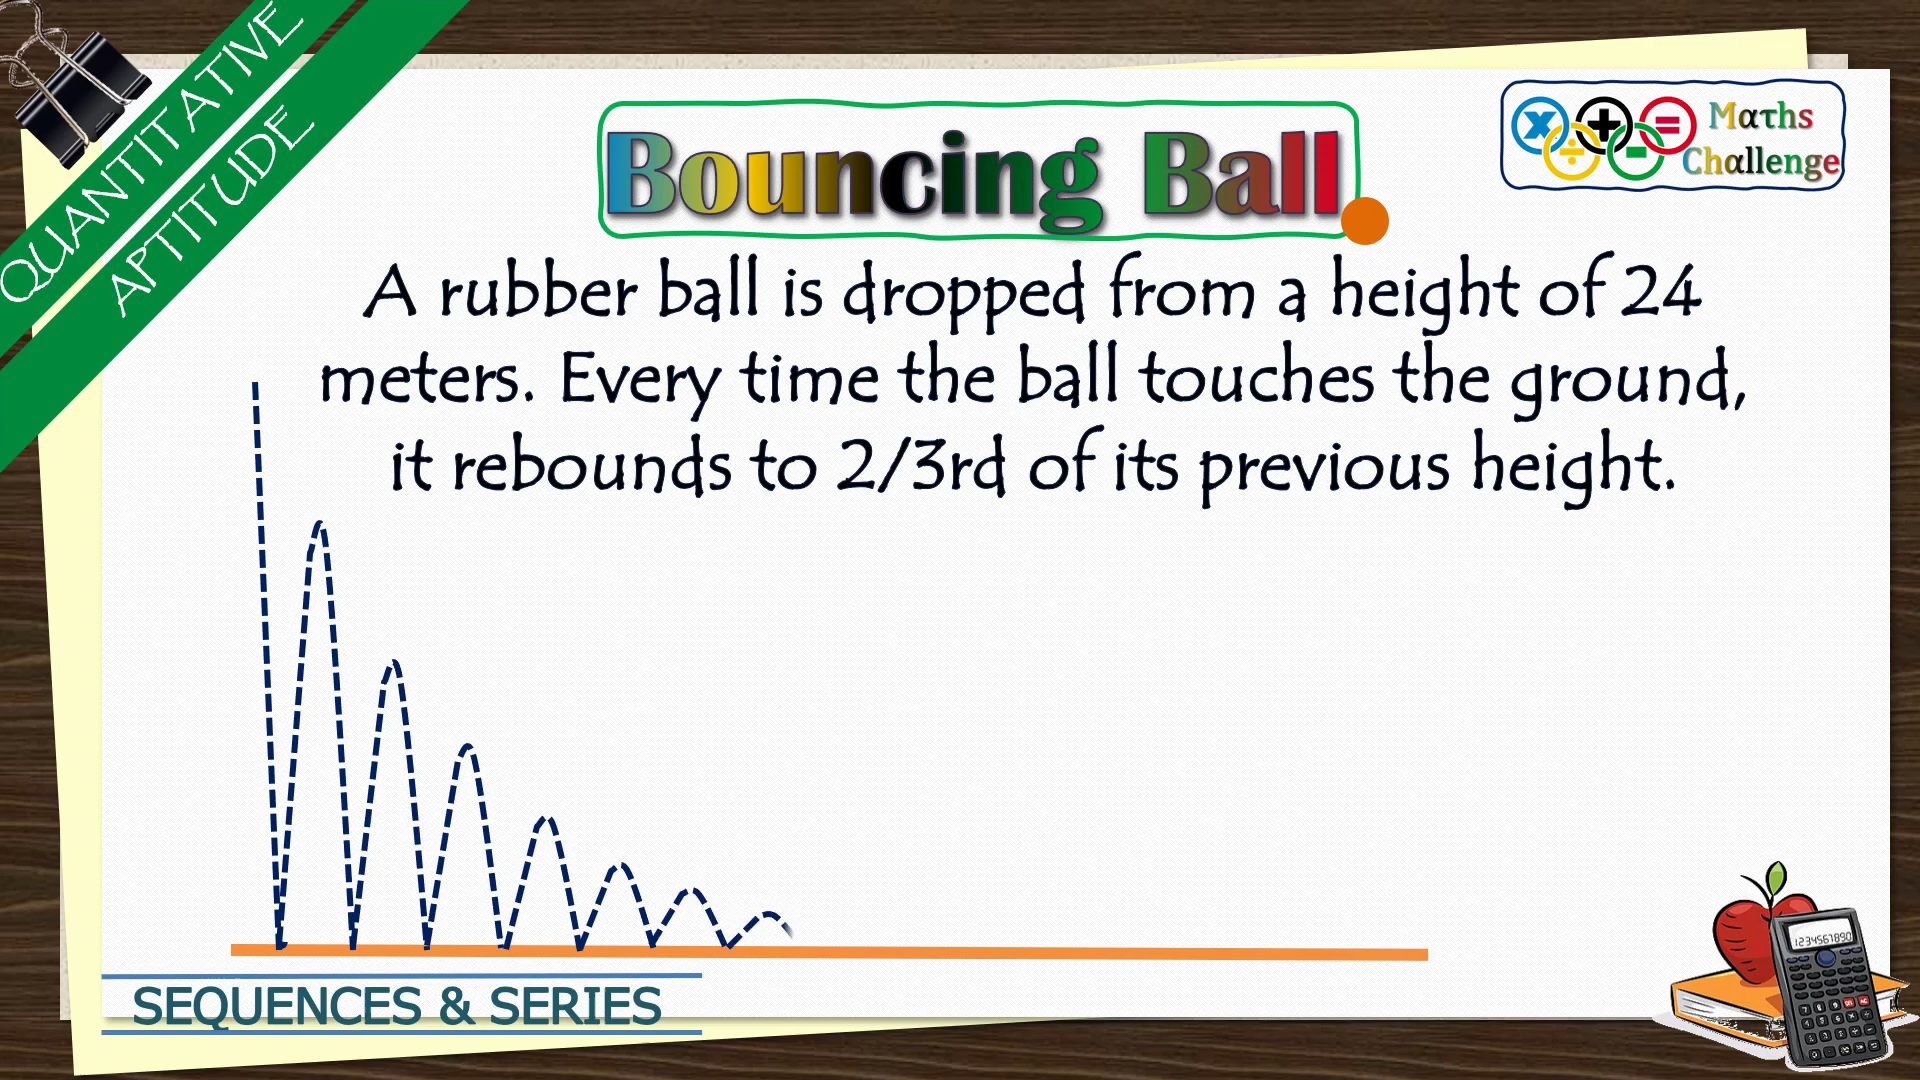 QUANTITATIVE
APTITUDE
Bouncing Ball
Maths
Challenge
A rubber ball is dropped from a height of 24
meters. Every time the ball touches the ground,
it rebounds to 2/3rd of its previous height.
1234567890
SEQUENCES & SERIES